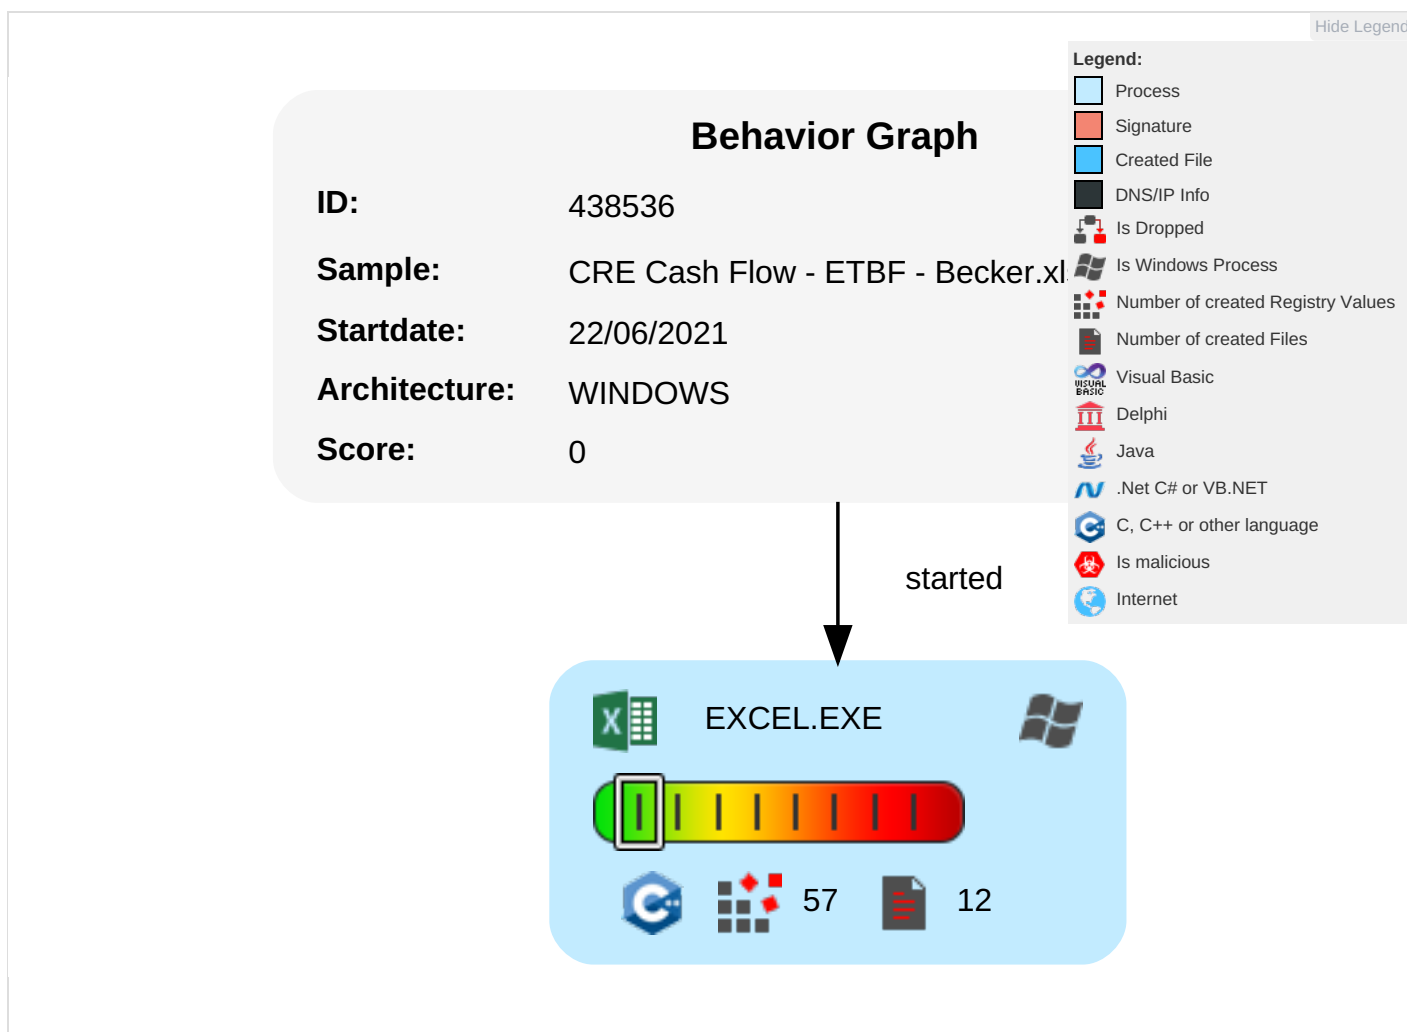 Hide Legend
Legend:
Process
Signature
Created File
DNS/IP Info
Is Dropped
Is Windows Process
Number of created Registry Values
Number of created Files
Visual Basic
Delphi
Java
.Net C# or VB.NET
C, C++ or other language
Is malicious
Internet
Behavior Graph
ID: 438536
Sample: CRE Cash Flow - ETBF - Becker.xl
Startdate: 22/06/2021
Architecture: WINDOWS
Score: 0
started
EXCEL.EXE
57 12
VISUAL
BASIC